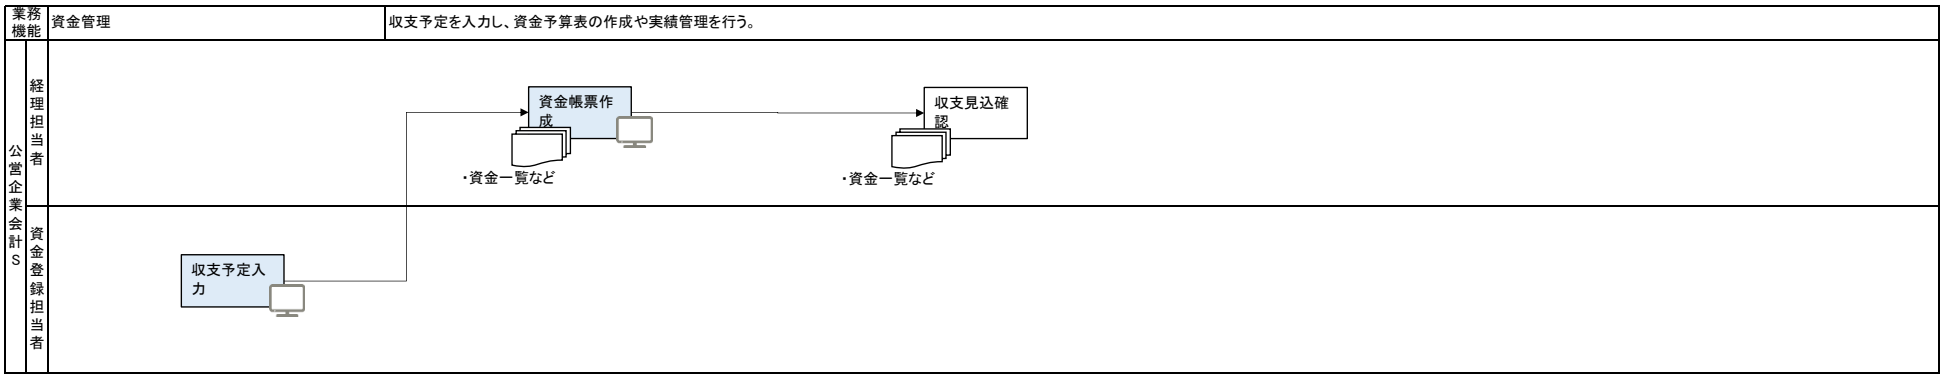 業務
機能
資金管理
収支予定を入力し、資金予算表の作成や実績管理を行う。
公営企業会計S
経理担当者
資金帳票作
成
・資金一覧など
収支見込確
認
・資金一覧など
資金登録担当者
収支予定入
力